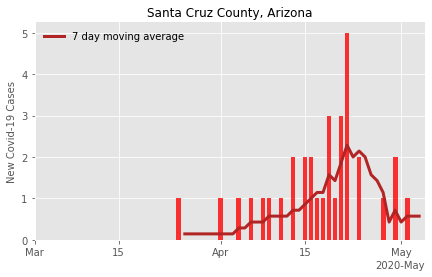 Santa Cruz County, Arizona
7 day moving average
New Covid-19 Cases
5
4
3
2
1
0
Mar 15 Apr 15 May
2020-May